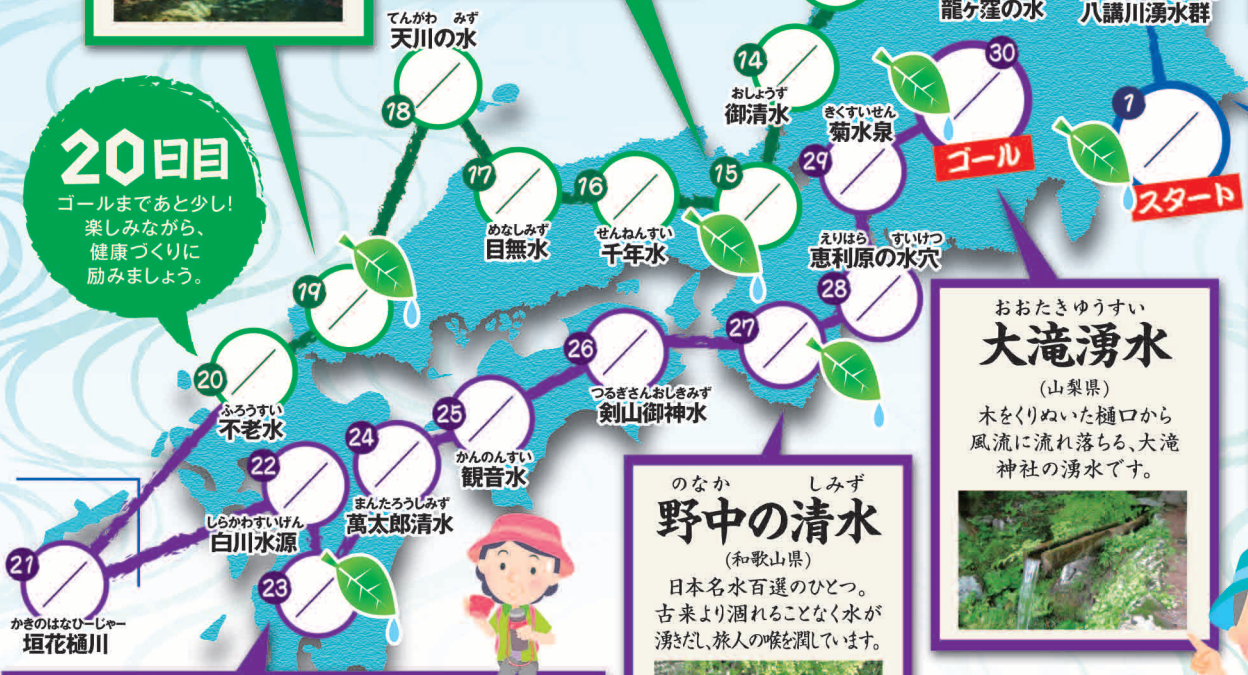 てんがわ みず
天川の水
18
龍ヶ窪の水
八講川湧水群
14
おしょうず
御清水
30
ゴール
1
スタート
20日目
ゴールまであと少し!
楽しみながら、
健康づくりに
励みましょう。
きくすいせん
菊水泉
29
17
めなしみず
目無水
16
せんねんすい
千年水
15
えりはら すいけつ
恵利原の水穴
28
19
20
ふろうすい
不老水
27
26
つるぎさんおしきみず
剣山御神水
25
かんのんすい
観音水
24
まんたろうしみず
萬太郎清水
22
しらかわすいげん
白川水源
23
21
かきのはなひーじゃー
垣花樋川
おおたきゆうすい
大滝湧水
(山梨県)
木をくりぬいた樋口から
風流に流れ落ちる、大滝
神社の湧水です。
のなか しみず
野中の清水
(和歌山県)
日本名水百選のひとつ。
古来より涸れることなく水が
湧きだし、旅人の喉を潤しています。